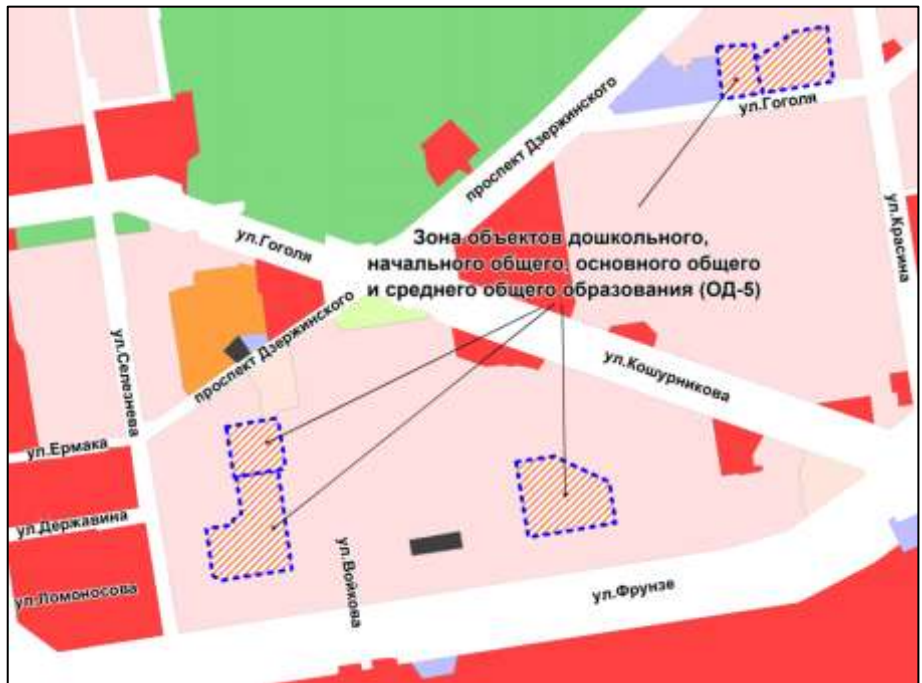 ул.Гоголя
проспект Дзержинского
ул.Гоголя
ул.Красина
Зона объектов дошкольного,
начального общего, основного общего
и среднего общего образования (ОД-5)
ул.Селезнева
проспект Дзержинского
ул.Кошурникова
ул.Ермака
ул.Державина
ул.Ломоносова
ул.Войкова
ул.Фрунзе